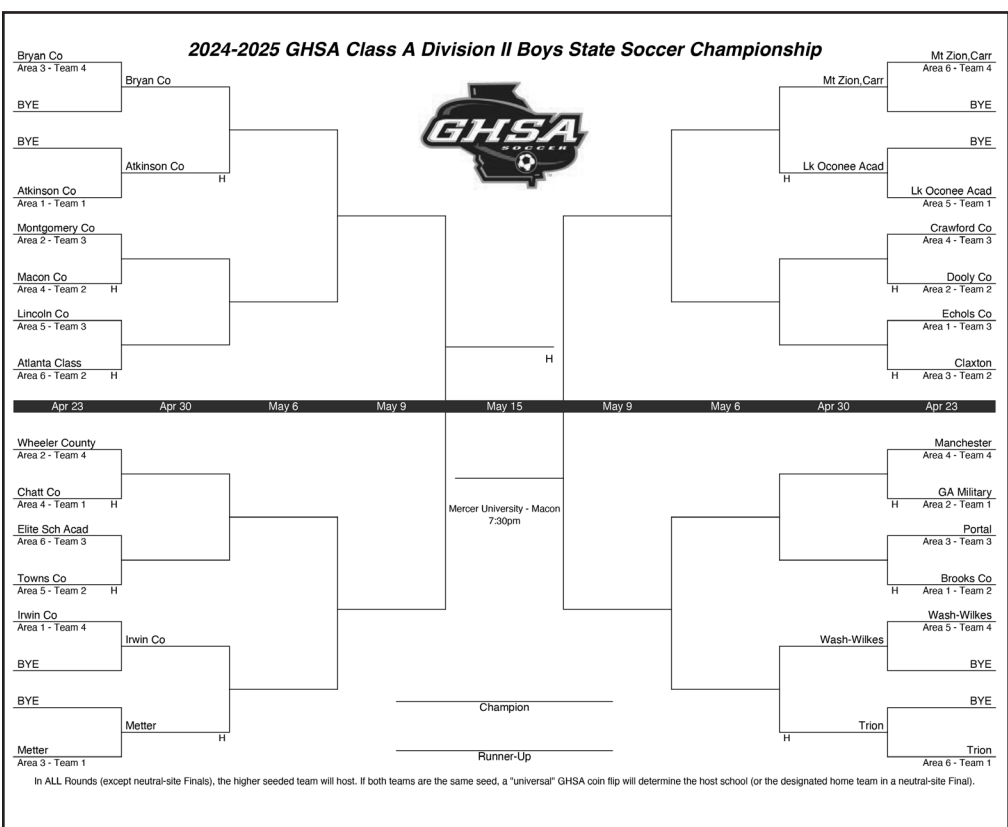 2024-2025 GHSA Class A Division II Boys State Soccer Championship
GHSA
SOCCER
Bryan Co
Area 3 - Team 4
Bryan Co
BYE
BYE
Atkinson Co
H
Atkinson Co
Area 1 - Team 1
Montgomery Co
Area 2 - Team 3
Macon Co
Area 4 - Team 2 H
Lincoln Co
Area 5 - Team 3
Atlanta Class
Area 6 - Team 2 H
H
Mt Zion,Carr
Area 6 - Team 4
Mt Zion,Carr
BYE
BYE
Lk Oconee Acad
H
Lk Oconee Acad
Area 5 - Team 1
Crawford Co
Area 4 - Team 3
Dooly Co
H Area 2 - Team 2
Echols Co
Area 1 - Team 3
Claxton
H Area 3 - Team 2
Apr 23 Apr 30 May 6 May 9 May 15 May 9 May 6 Apr 30 Apr 23
Wheeler County
Area 2 - Team 4
Chatt Co
Area 4 - Team 1 H
Elite Sch Acad
Area 6 - Team 3
Towns Co
Area 5 - Team 2 H
Irwin Co
Area 1 - Team 4
Irwin Co
BYE
BYE
Metter
H
Metter
Area 3 - Team 1
Mercer University - Macon
7:30pm
Champion
Runner-Up
Manchester
Area 4 - Team 4
GA Military
H Area 2 - Team 1
Portal
Area 3 - Team 3
Brooks Co
H Area 1 - Team 2
Wash-Wilkes
Area 5 - Team 4
Wash-Wilkes
BYE
BYE
Trion
H
Trion
Area 6 - Team 1
In ALL Rounds (except neutral-site Finals), the higher seeded team will host. If both teams are the same seed, a "universal" GHSA coin flip will determine the host school (or the designated home team in a neutral-site Final).